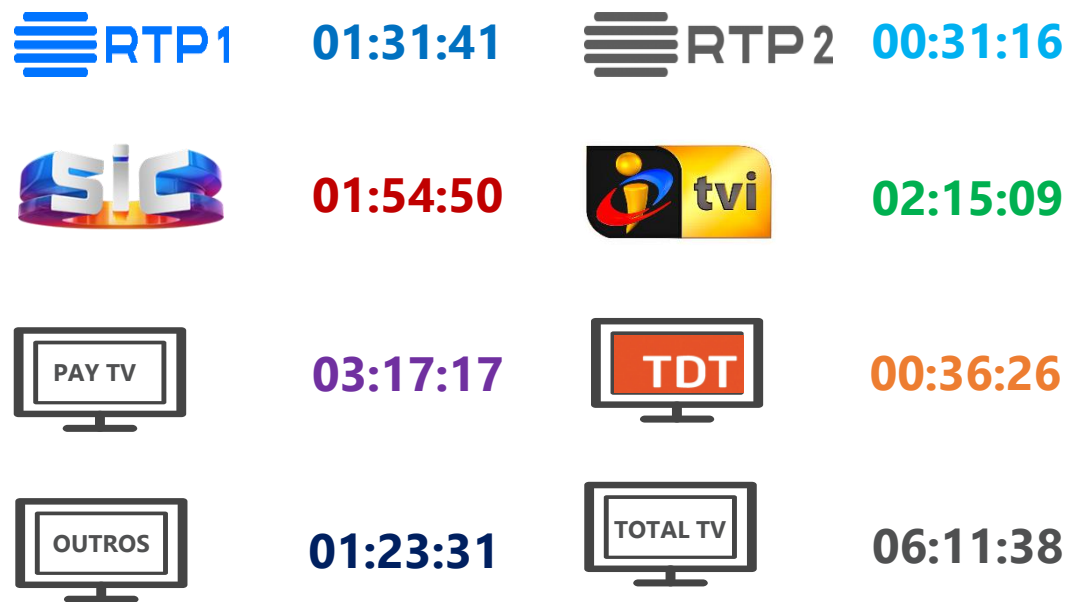 RTP1 01:31:41 RTP2 00:31:16
sic 01:54:50 tvi 02:15:09
PAY TV 03:17:17 TDT 00:36:26
OUTROS 01:23:31 TOTAL TV 06:11:38